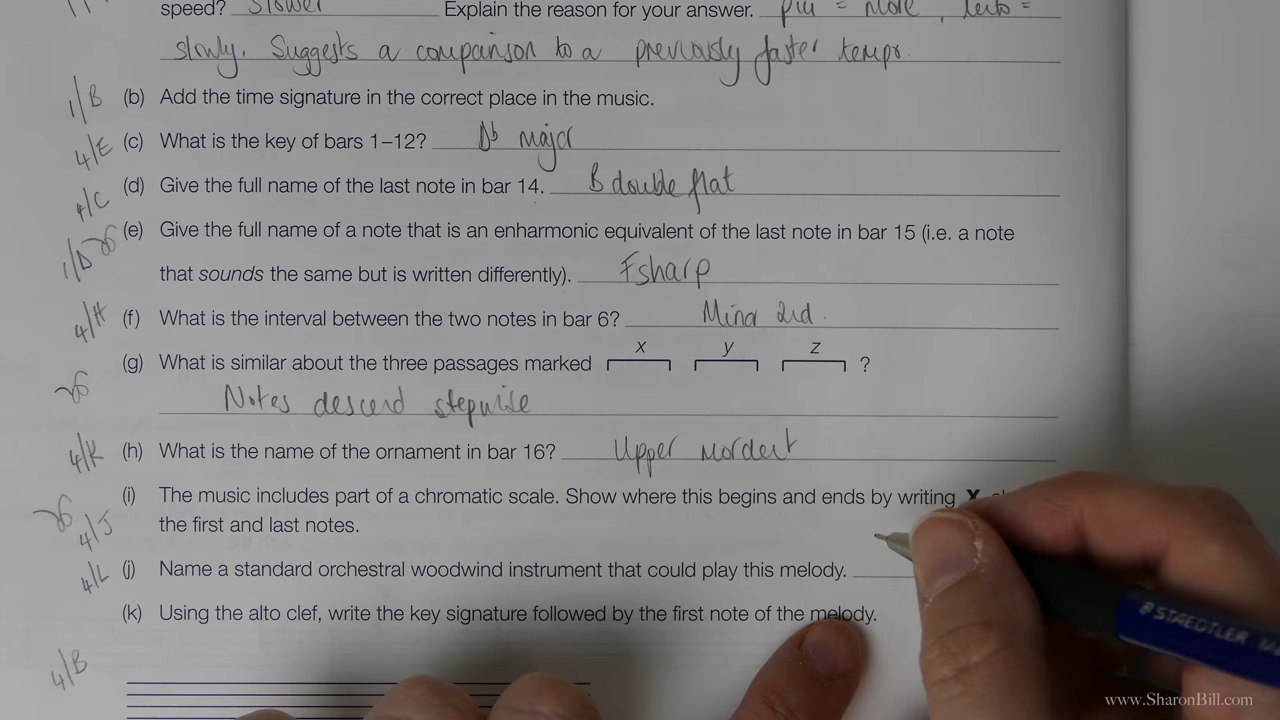 speed? Slower Explain the reason for your answer. più = more, lento =
slowly. Suggests a comparison to a previously faster tempo.
1/B (b) Add the time signature in the correct place in the music.
4/E (c) What is the key of bars 1–12? Db major
4/C (d) Give the full name of the last note in bar 14. B double flat
1/D (e) Give the full name of a note that is an enharmonic equivalent of the last note in bar 15 (i.e. a note
that sounds the same but is written differently). F sharp
4/H (f) What is the interval between the two notes in bar 6? Minor 2nd.
x y z
(g) What is similar about the three passages marked ?
Notes descend stepwise
4/K (h) What is the name of the ornament in bar 16? Upper mordent
(i) The music includes part of a chromatic scale. Show where this begins and ends by writing X
4/J the first and last notes.
4/L (j) Name a standard orchestral woodwind instrument that could play this melody.
(k) Using the alto clef, write the key signature followed by the first note of the melody.
4/B
STAEDTLER
www.SharonBill.com